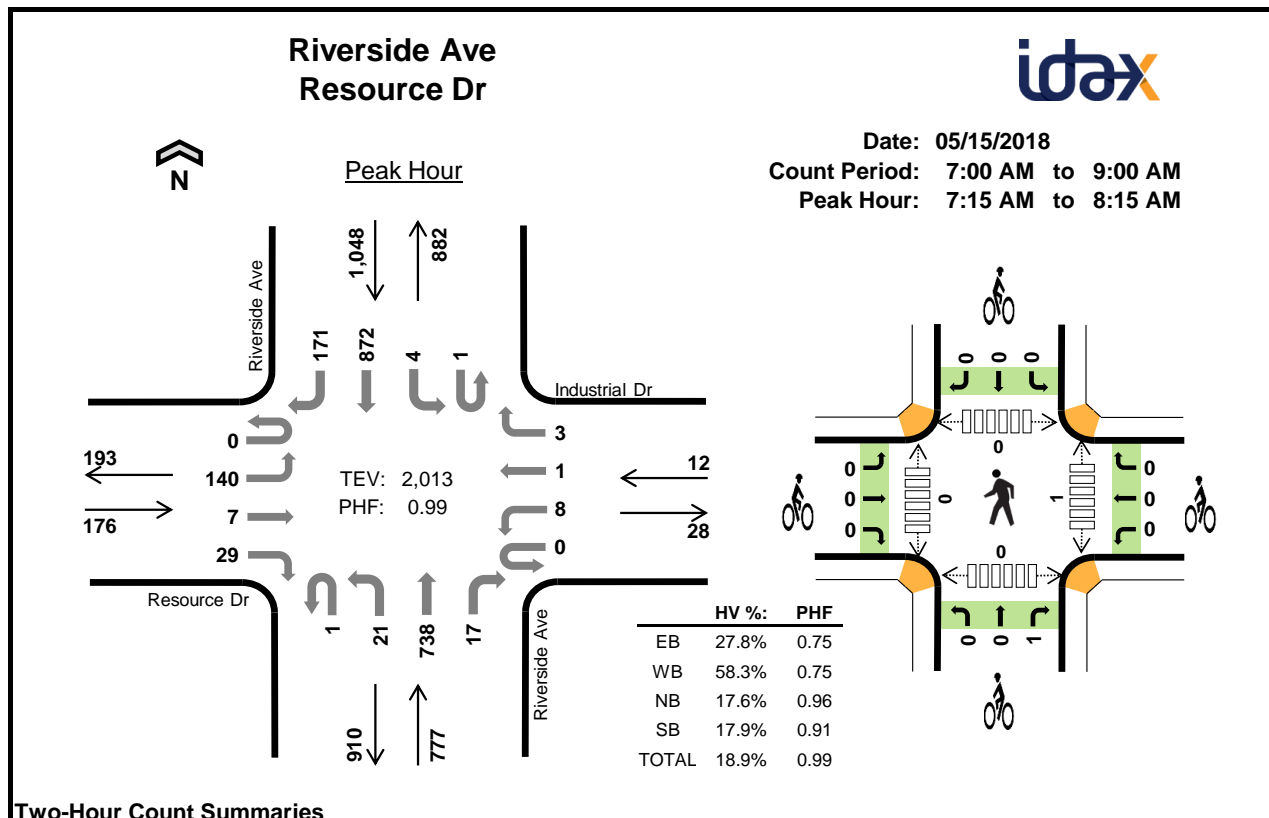 Riverside Ave
Resource Dr
idax
Date: 05/15/2018
Count Period: 7:00 AM to 9:00 AM
Peak Hour: 7:15 AM to 8:15 AM
N
Peak Hour
1,048
882
Riverside Ave
171
872
4
1
Industrial Dr
0
140
7
29
193
176
TEV: 2,013
PHF: 0.99
3
1
8
0
12
28
Resource Dr
1
21
738
17
Riverside Ave
910
777
HV %: PHF
EB 27.8% 0.75
WB 58.3% 0.75
NB 17.6% 0.96
SB 17.9% 0.91
TOTAL 18.9% 0.99
0 0 0
0
0
0
0
0
1
0
0
0
0
0
0 0 1
Two-Hour Count Summaries